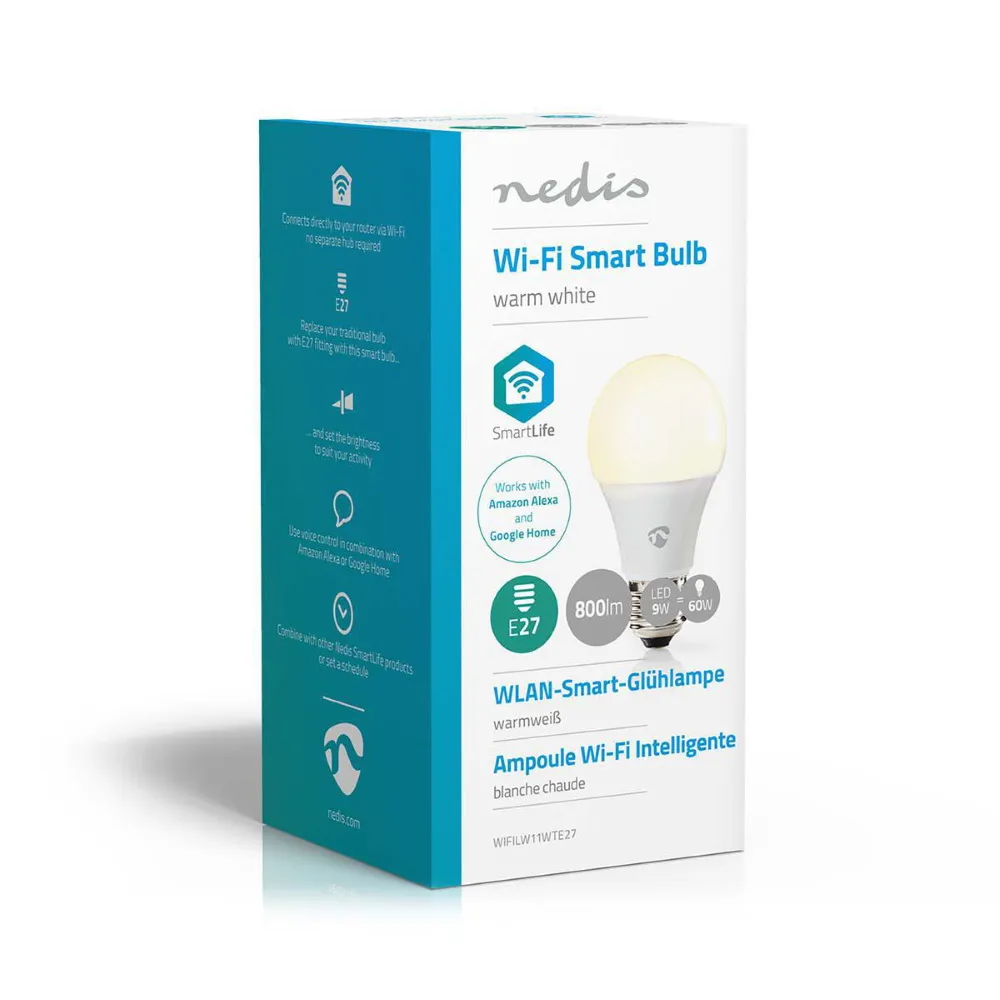 Connects directly to your router via Wi-Fi
no separate hub required
E27
Replace your traditional bulb
with E27 fitting with this smart bulb...
... and set the brightness
to suit your activity
Use voice control in combination with
Amazon Alexa or Google Home
Combine with other Nedis SmartLife products
or set a schedule
nedis.com
nedis
Wi-Fi Smart Bulb
warm white
SmartLife
Works with
Amazon Alexa
and
Google Home
E27
800lm
LED
9W
=
60W
WLAN-Smart-Glühlampe
warmweiß
Ampoule Wi-Fi Intelligente
blanche chaude
WIFILW11WTE27